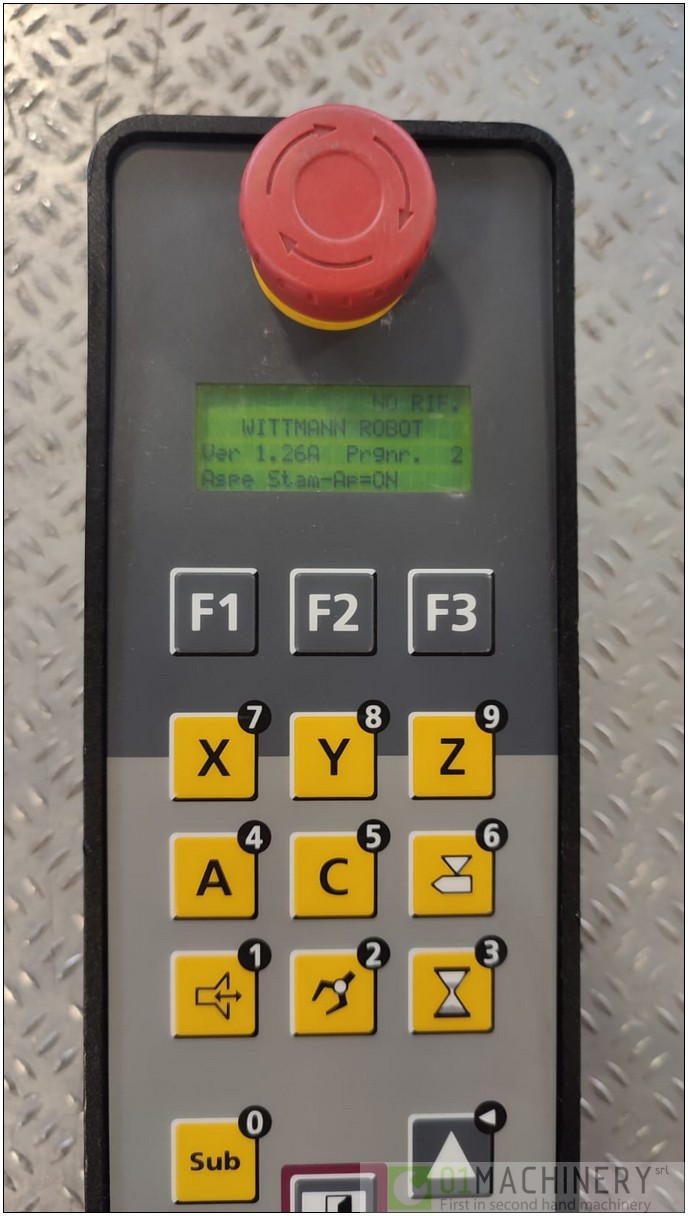 NO RIF.
WITTMANN ROBOT
Ver 1.26A Prgnr. 2
Aspe Stam-Ap=ON
F1 F2 F3
7 8 9
X Y Z
4 5 6
A C
1 2 3
0
Sub
01MACHINERY srl
First in second hand machinery